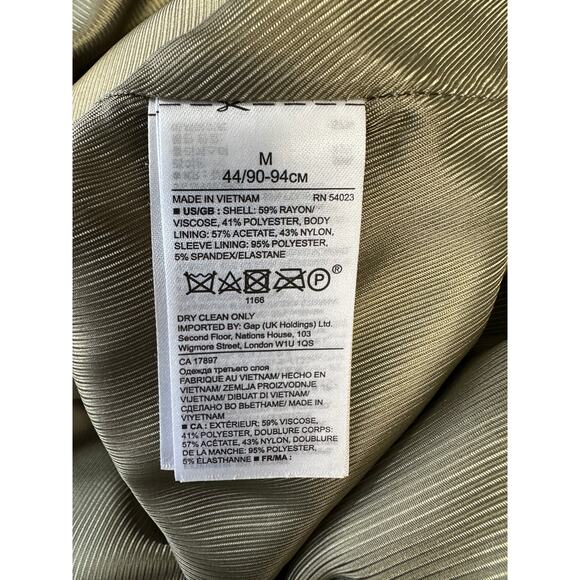 M
44/90-94CM
MADE IN VIETNAM RN 54023
■ US/GB : SHELL: 59% RAYON/
VISCOSE, 41% POLYESTER, BODY
LINING: 57% ACETATE, 43% NYLON,
SLEEVE LINING: 95% POLYESTER,
5% SPANDEX/ELASTANE
P ®
1166
DRY CLEAN ONLY
IMPORTED BY: Gap (UK Holdings) Ltd.
Second Floor, Nations House, 103
Wigmore Street, London W1U 1QS
CA 17897
Одежда третьего слоя
FABRIQUE AU VIETNAM/ HECHO EN
VIETNAM/ ZEMLJA PROIZVODNJE
VIJETNAM/ DIBUAT DI VIETNAM/
СДЕЛАНО ВО ВЬЕТНАМЕ/ MADE IN
VIYETNAM
■ CA : EXTÉRIEUR: 59% VISCOSE,
41% POLYESTER, DOUBLURE CORPS:
57% ACÉTATE, 43% NYLON, DOUBLURE
DE LA MANCHE: 95% POLYESTER,
5% ÉLASTHANNE ■ FR/MA :